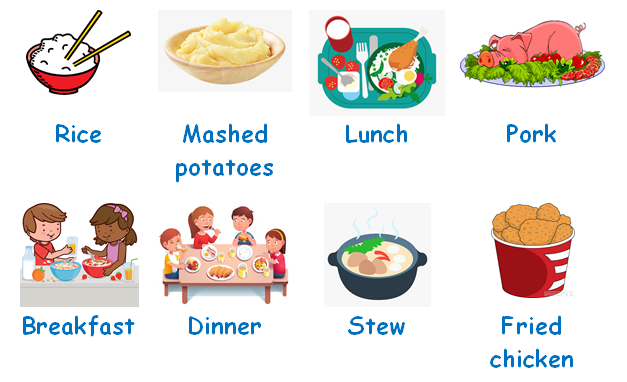 Rice
Mashed
potatoes
Lunch
Pork
Breakfast
Dinner
Stew
Fried
chicken